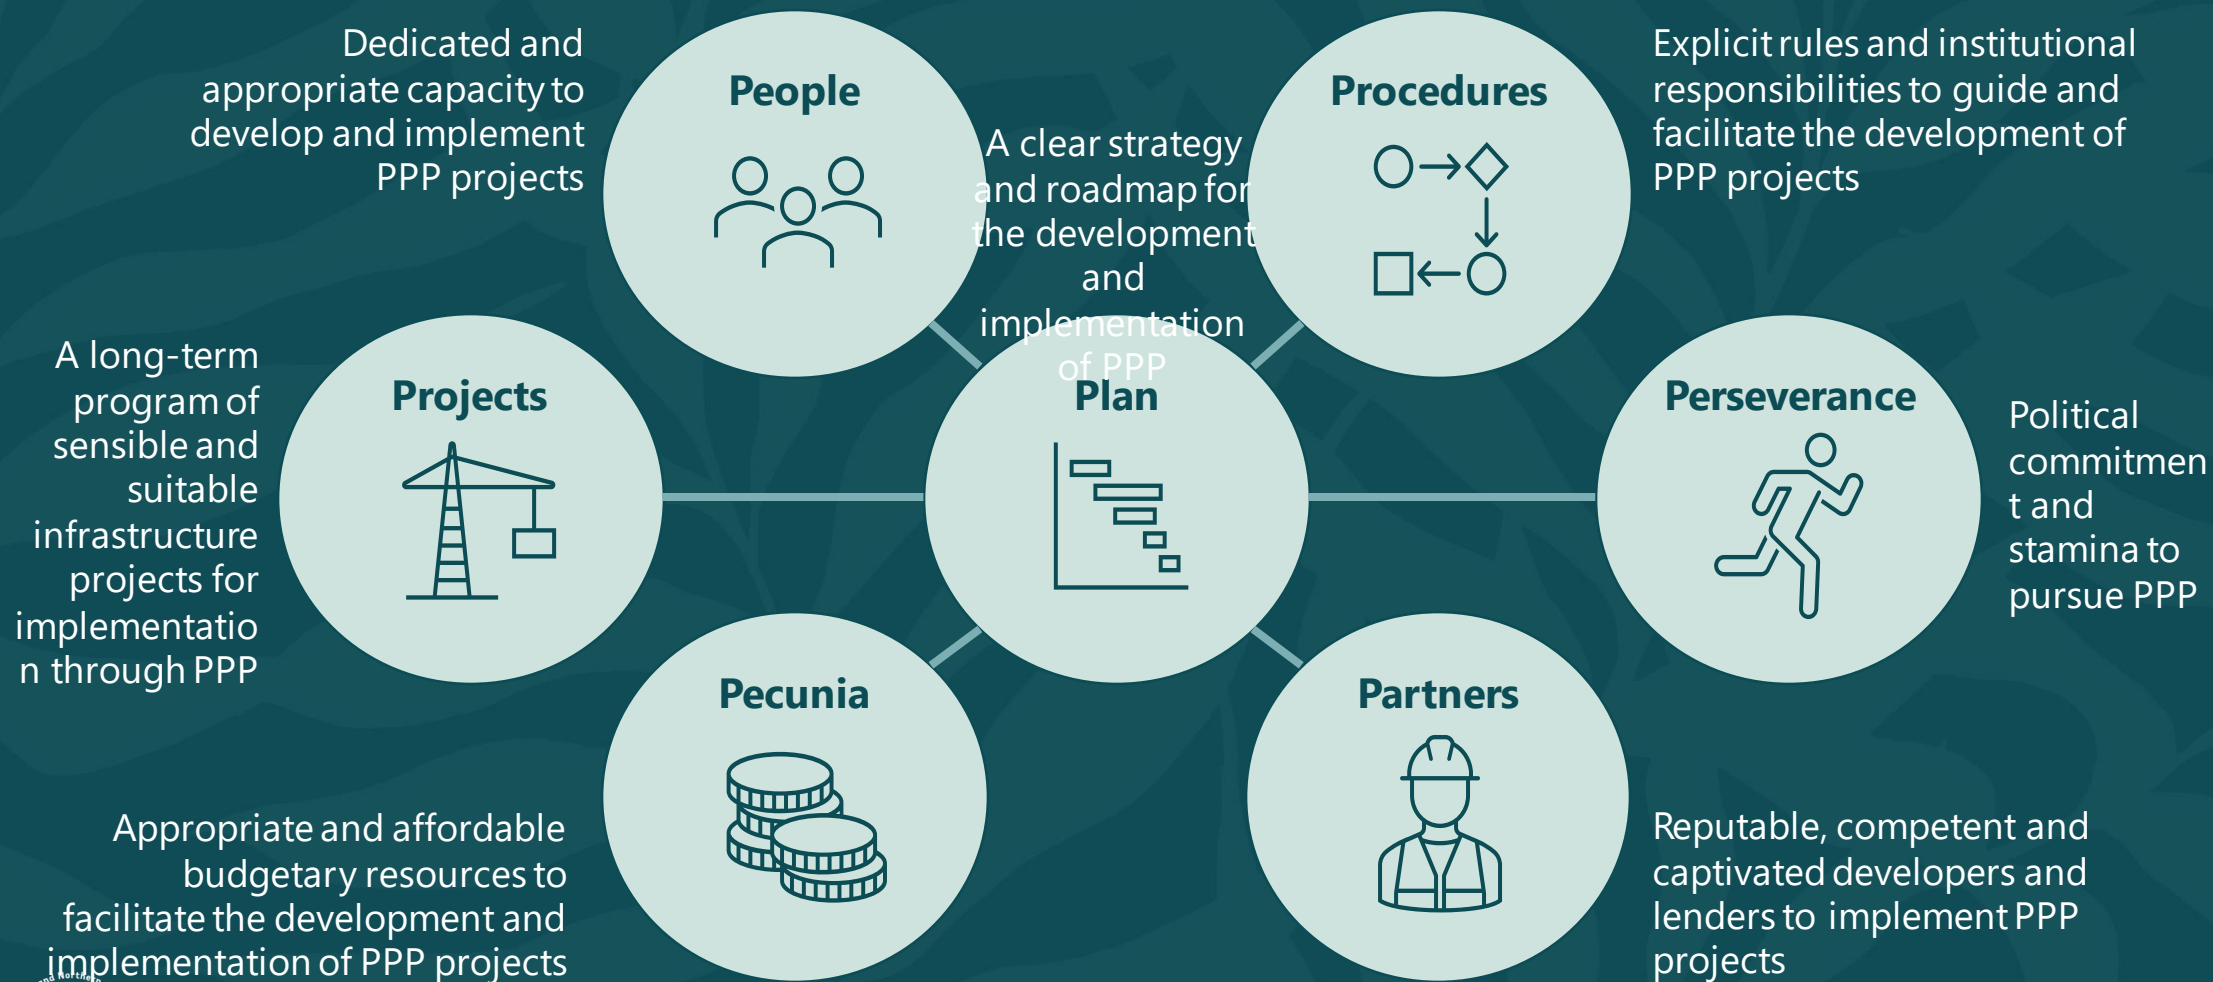 Dedicated and
appropriate capacity to
develop and implement
PPP projects
People
A clear strategy
and roadmap for
the development
and
implementation
of PPP
Procedures
Explicit rules and institutional
responsibilities to guide and
facilitate the development of
PPP projects
A long-term
program of
sensible and
suitable
infrastructure
projects for
implementatio
n through PPP
Projects
Plan
Perseverance
Political
commitmen
t and
stamina to
pursue PPP
Pecunia
Appropriate and affordable
budgetary resources to
facilitate the development and
implementation of PPP projects
Partners
Reputable, competent and
captivated developers and
lenders to implement PPP
projects